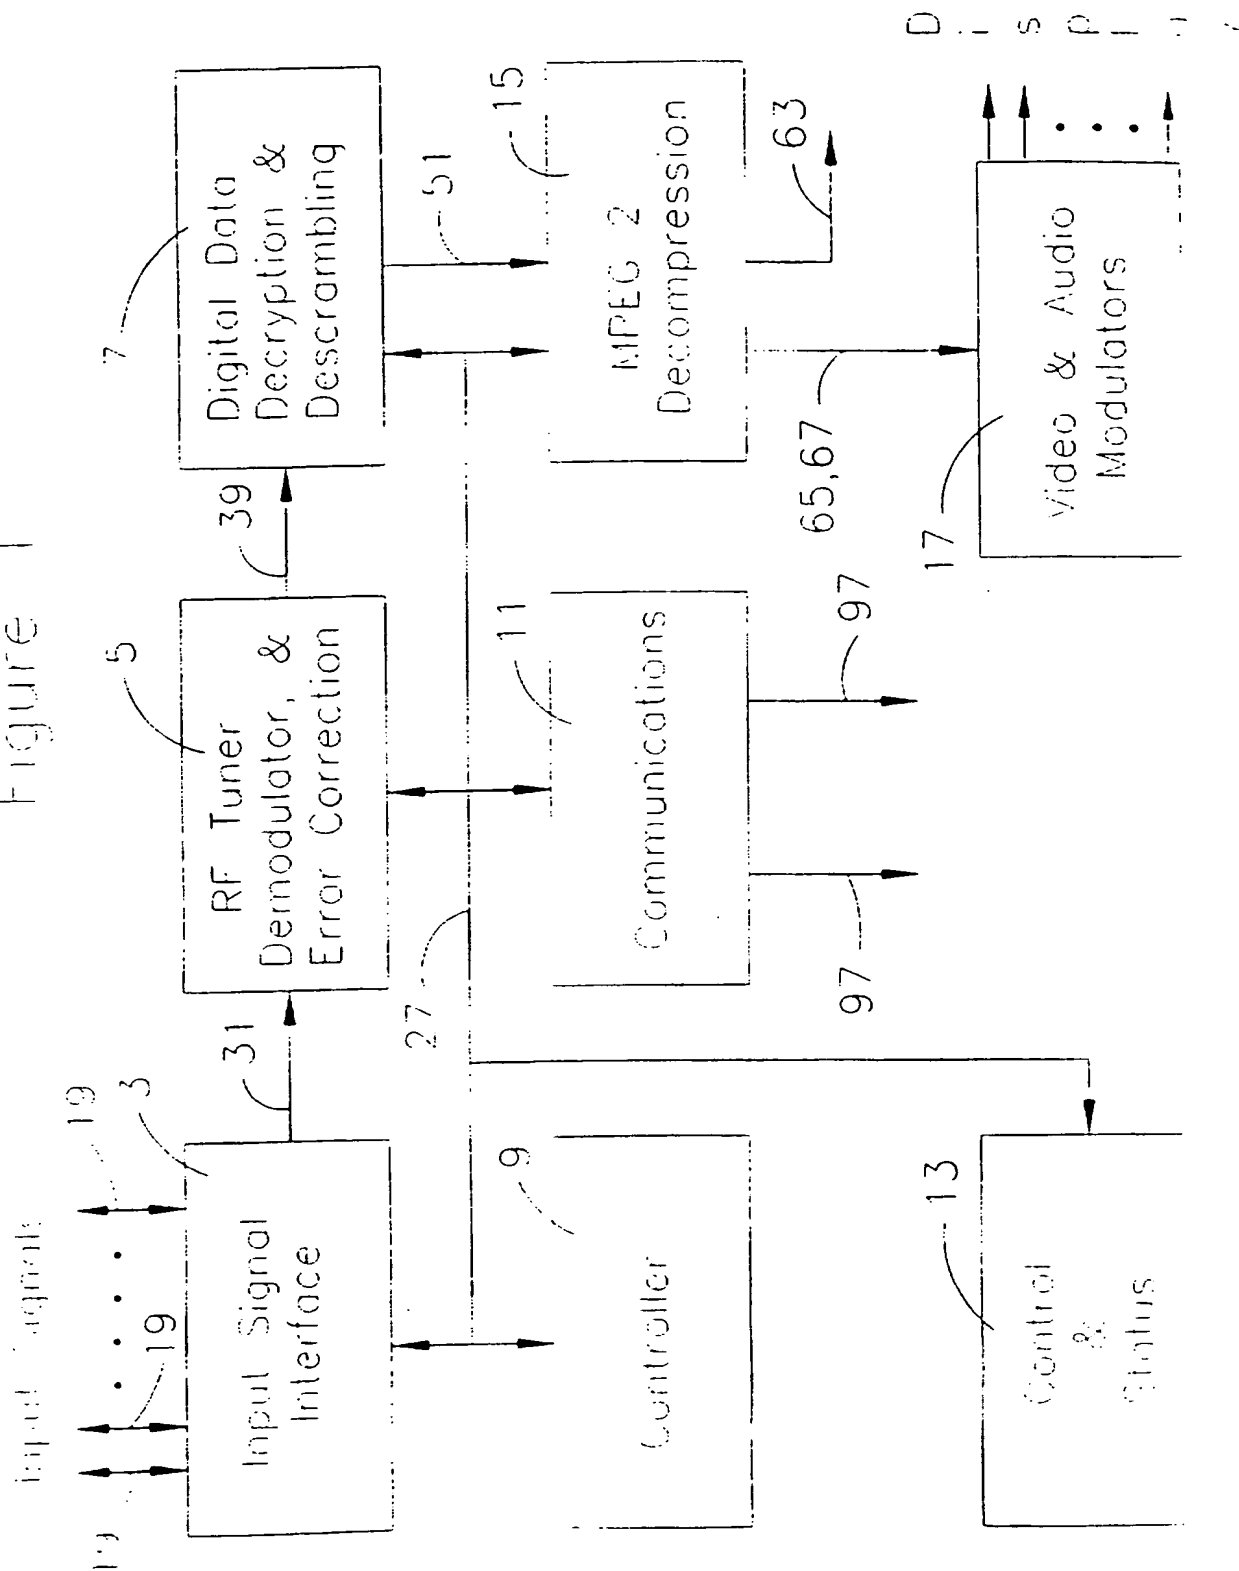 Figure 1
Input Signals
19
19
19
3
Input Signal
Interface
31
5
RF Tuner
Demodulator, &
Error Correction
39
7
Digital Data
Decryption &
Descrambling
27
51
9
Controller
11
Communications
97
97
15
MPEG 2
Decompression
63
65,67
13
Control
&
Status
17
Video & Audio
Modulators